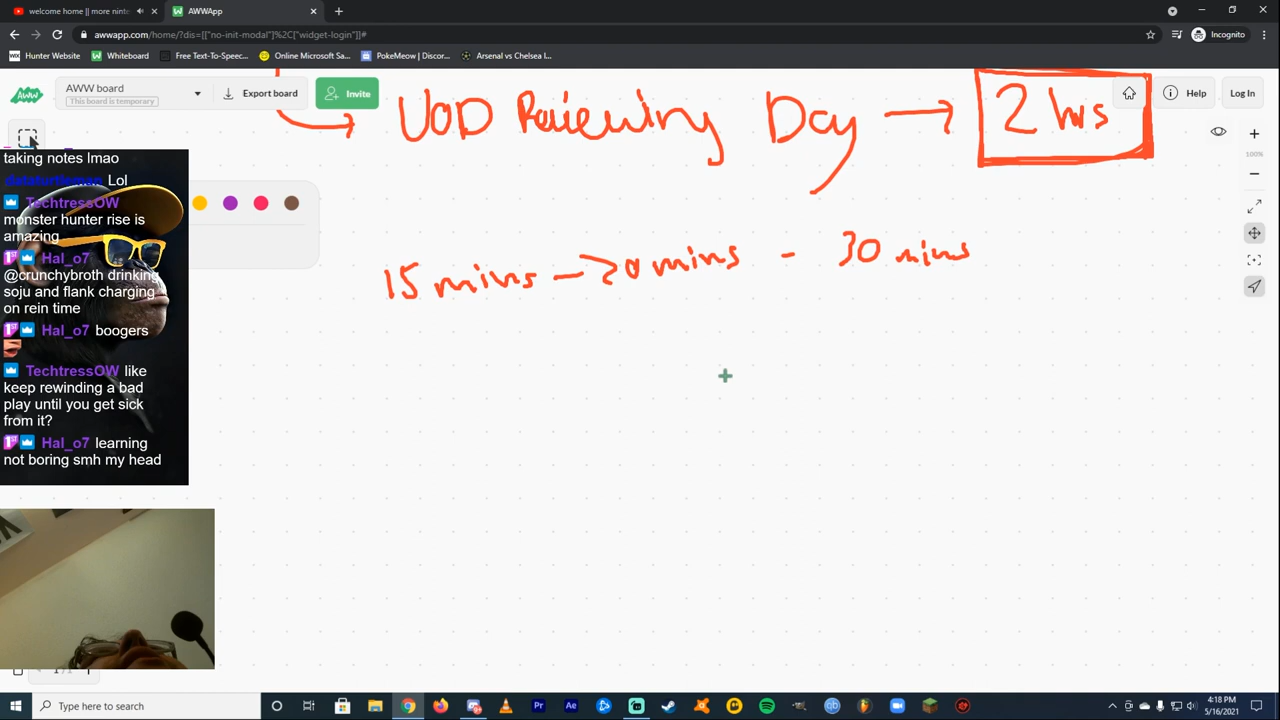 welcome home || more ninten
AWWApp
awwapp.com/home/?dis=[["no-init-modal"]%2C["widget-login"]]#
Incognito
Hunter Website
Whiteboard
Free Text-To-Speec...
Online Microsoft Sa...
PokeMeow | Discor...
Arsenal vs Chelsea l...
AWW board
This board is temporary
Export board
Invite
Help
Log In
VOD Reviewing Day → 2 hrs
100%
15 mins → 20 mins - 30 mins
taking notes lmao
Lol
TechtressOW
monster hunter rise is
amazing
Hal_o7
@crunchybroth drinking
soju and flank charging
on rein time
Hal_o7 boogers
TechtressOW like
keep rewinding a bad
play until you get sick
from it?
Hal_o7 learning
not boring smh my head
Type here to search
4:18 PM
5/16/2021